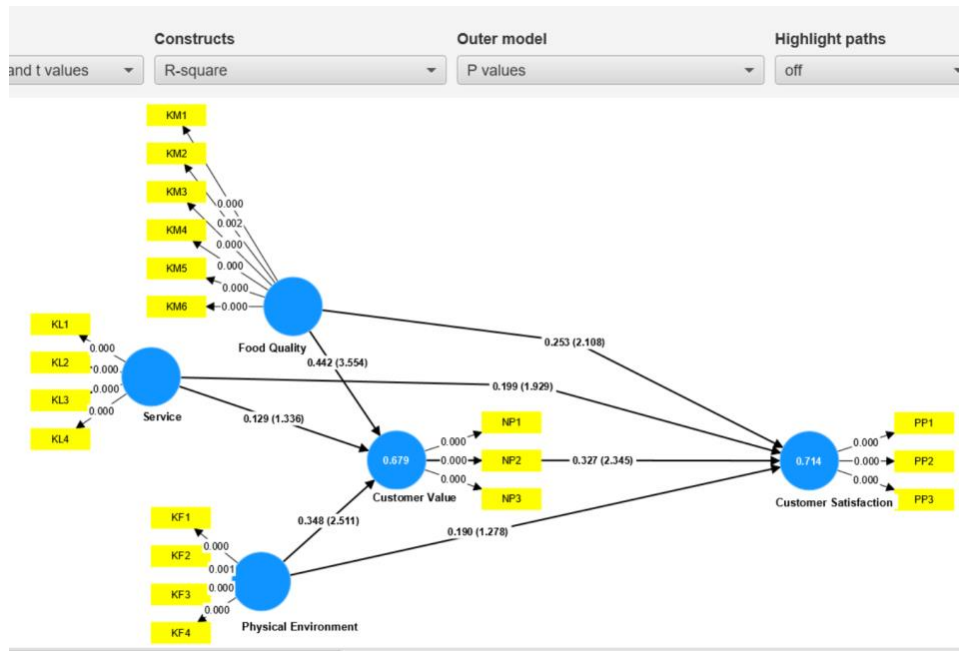 Constructs
Outer model
Highlight paths
and t values
R-square
P values
off
KM1
KM2
KM3
KM4
KM5
KM6
0.000
0.002
0.000
0.000
0.000
0.000
Food Quality
KL1
KL2
KL3
KL4
0.000
0.000
0.000
0.000
Service
0.442 (3.554)
0.253 (2.108)
0.199 (1.929)
0.129 (1.336)
NP1
NP2
NP3
0.000
0.000
0.000
0.679
Customer Value
0.327 (2.345)
0.714
Customer Satisfaction
PP1
PP2
PP3
0.000
0.000
0.000
0.348 (2.511)
0.190 (1.278)
KF1
KF2
KF3
KF4
0.000
0.001
0.000
0.000
Physical Environment